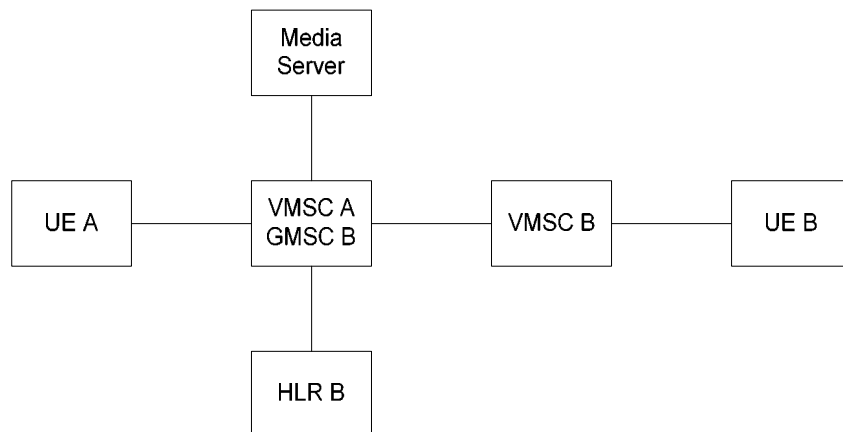 Media
Server
UE A
VMSC A
GMSC B
VMSC B
UE B
HLR B